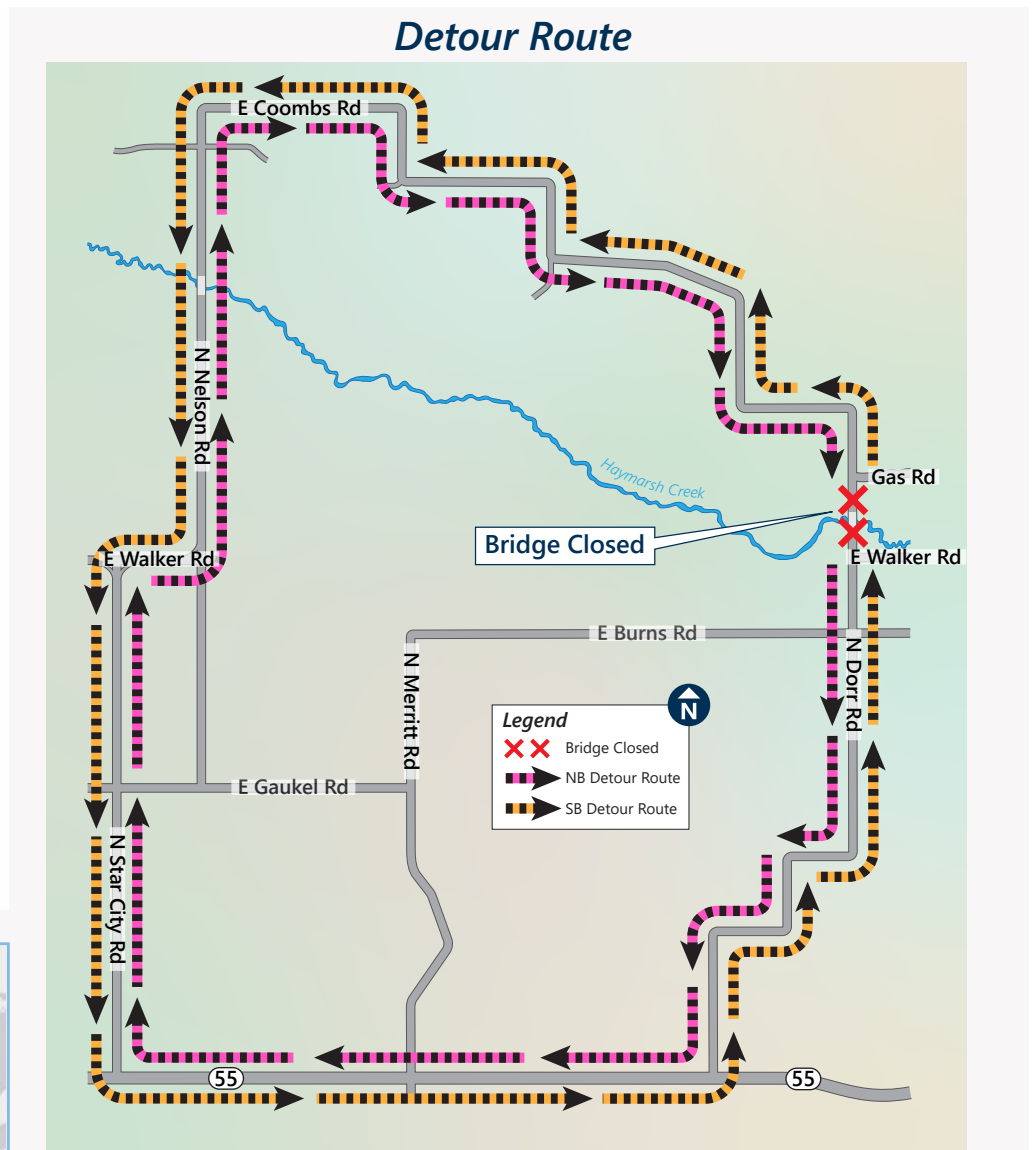 Detour Route
E Coombs Rd
N Nelson Rd
Haymarsh Creek
Gas Rd
Bridge Closed
E Walker Rd
E Walker Rd
E Burns Rd
N Merritt Rd
N Dorr Rd
N
Legend
Bridge Closed
NB Detour Route
SB Detour Route
E Gaukel Rd
N Star City Rd
55
55